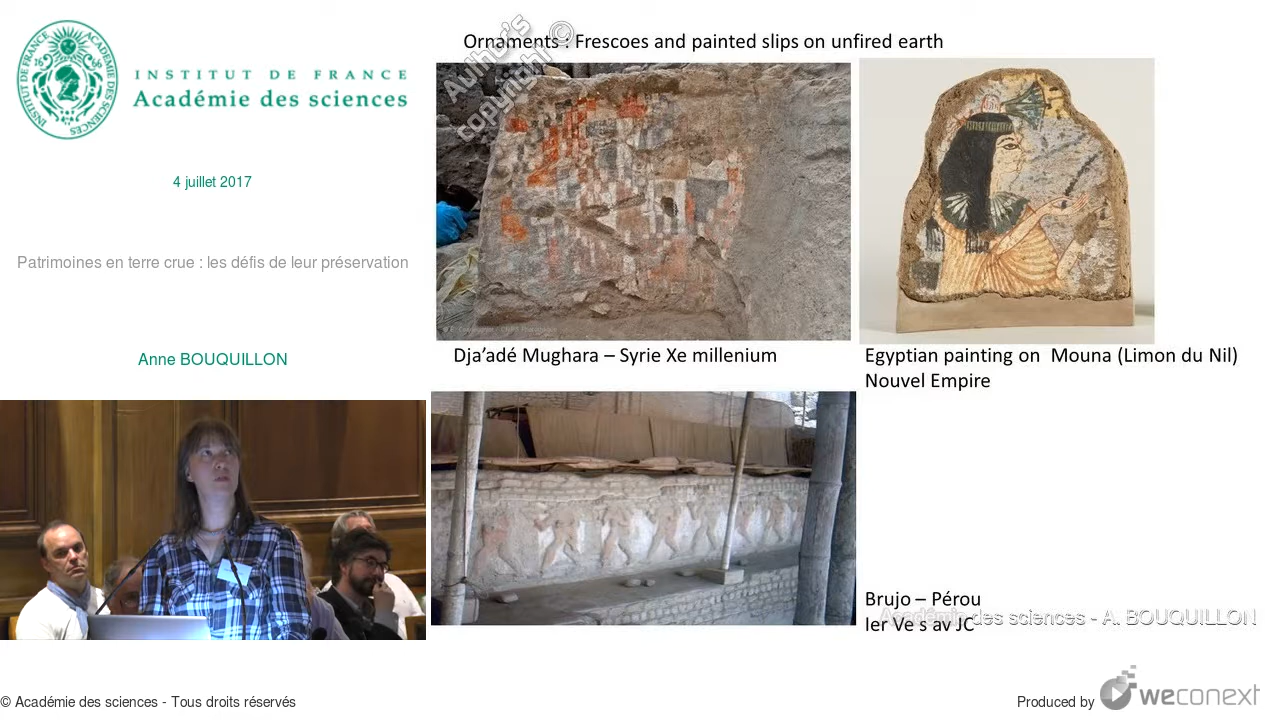 INSTITUT DE FRANCE
Académie des sciences
4 juillet 2017
Patrimoines en terre crue : les défis de leur préservation
Anne BOUQUILLON
Ornaments : Frescoes and painted slips on unfired earth
Author's
copyright ©
Dja’adé Mughara – Syrie Xe millenium
Egyptian painting on Mouna (Limon du Nil)
Nouvel Empire
Brujo – Pérou
Ier Ve s av JC
Académie des sciences - A. BOUQUILLON
© Académie des sciences - Tous droits réservés
Produced by weconext